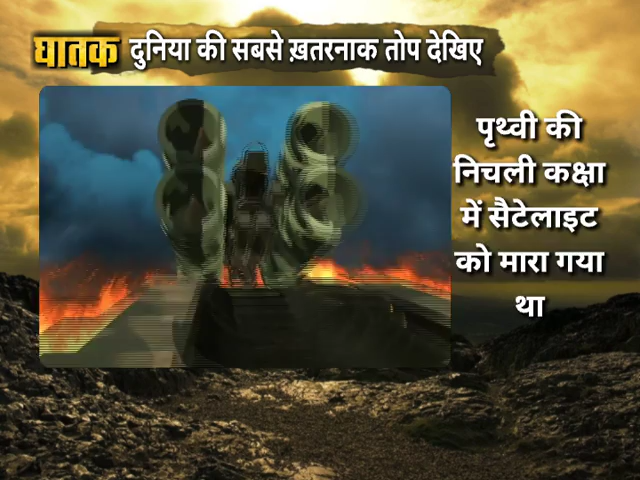 घातक दुनिया की सबसे ख़तरनाक तोप देखिए
पृथ्वी की
निचली कक्षा
में सैटेलाइट
को मारा गया
था